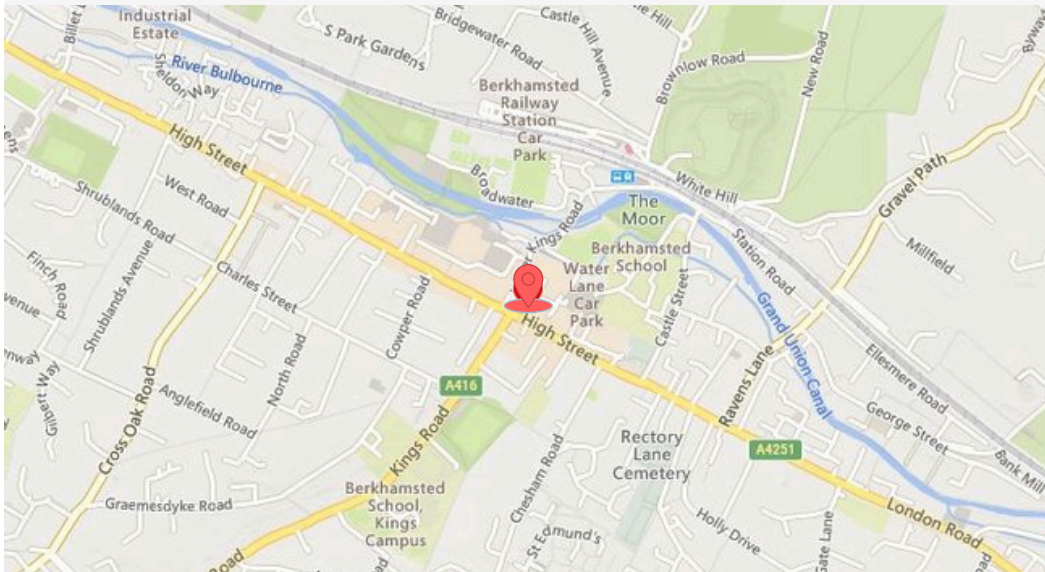 Industrial
Estate
Billet
S Park Gardens
Bridgewater Road
Castle Hill Avenue
Hill
Brownlow Road
New Road
Byway
River Bulbourne
Sheldon Way
Berkhamsted
Railway
Station
Car
Park
High Street
White Hill
Gravel Path
Broadwater
The
Moor
West Road
Shrublands Road
Kings Road
Berkhamsted
School
Station Road
Millfield
Finch Road
Shrublands Avenue
Charles Street
Water
Lane
Car
Park
Castle Street
Grand Union Canal
Cowper Road
High Street
Ellesmere Road
North Road
Gilbert Way
Anglefield Road
A416
Ravens Lane
George Street
Cross Oak Road
Kings Road
Rectory
Lane
Cemetery
A4251
Bank Mill
Chesham Road
Berkhamsted
School,
Kings
Campus
Graemesdyke Road
London Road
Holly Drive
St Edmund's
Gate Lane
Road